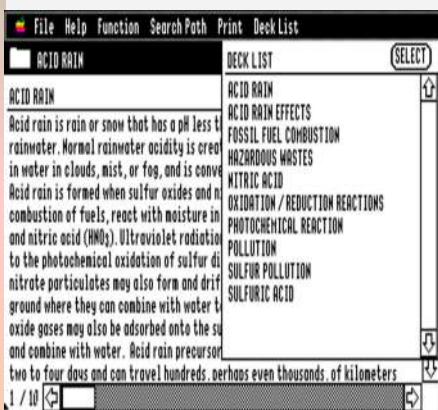 File Help Function Search Path Print Deck List
ACID RAIN
DECK LIST
SELECT
ACID RAIN
ACID RAIN EFFECTS
FOSSIL FUEL COMBUSTION
HAZARDOUS WASTES
NITRIC ACID
OXIDATION / REDUCTION REACTIONS
PHOTOCHEMICAL REACTION
POLLUTION
SULFUR POLLUTION
SULFURIC ACID
ACID RAIN
Acid rain is rain or snow that has a pH less t
rainwater. Normal rainwater acidity is creat
in water in clouds, mist, or fog, and is conve
Acid rain is formed when sulfur oxides and n
combustion of fuels, react with moisture in
and nitric acid (HNO3). Ultraviolet radiatio
to the photochemical oxidation of sulfur di
nitrate particulates may also form and drif
ground where they can combine with water t
oxide gases may also be adsorbed onto the su
and combine with water. Acid rain precursor
two to four days and can travel hundreds, perhaps even thousands, of kilometers
1 / 10